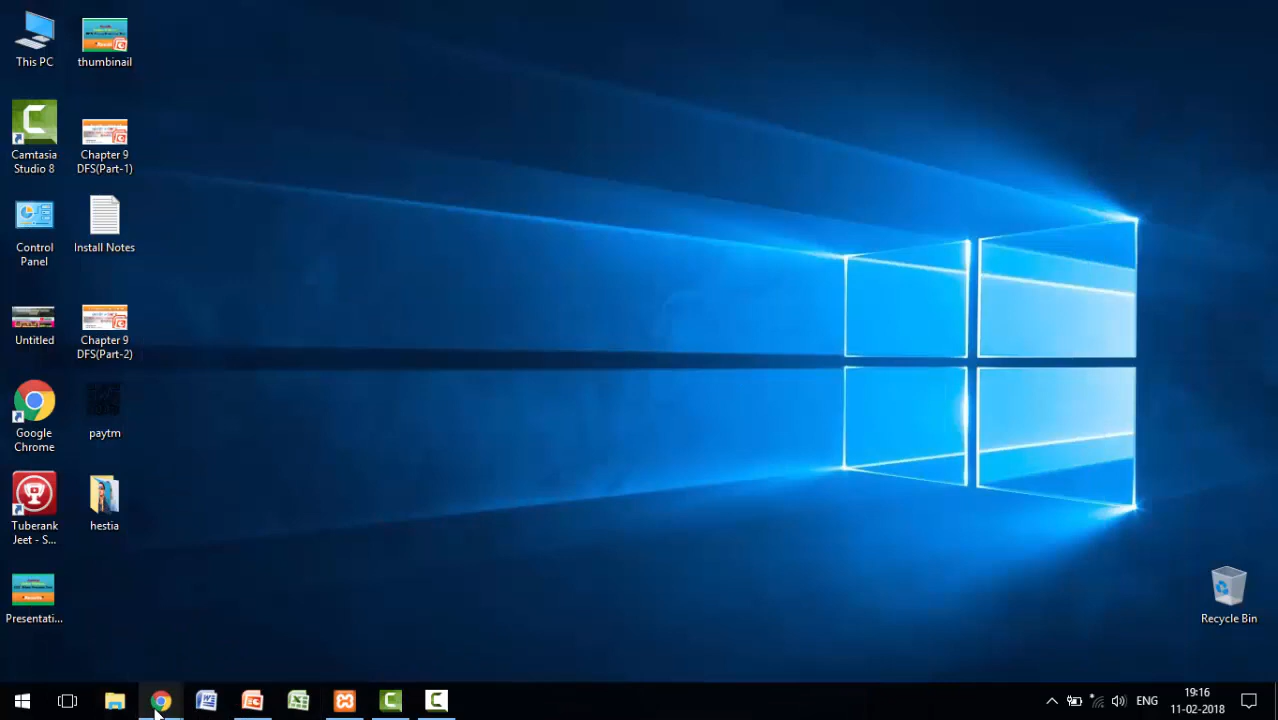 This PC
thumbinail
Camtasia
Studio 8
Chapter 9
DFS(Part-1)
Control
Panel
Install Notes
Untitled
Chapter 9
DFS(Part-2)
Google
Chrome
paytm
Tuberank
Jeet - S...
hestia
Presentati...
Recycle Bin
ENG
19:16
11-02-2018